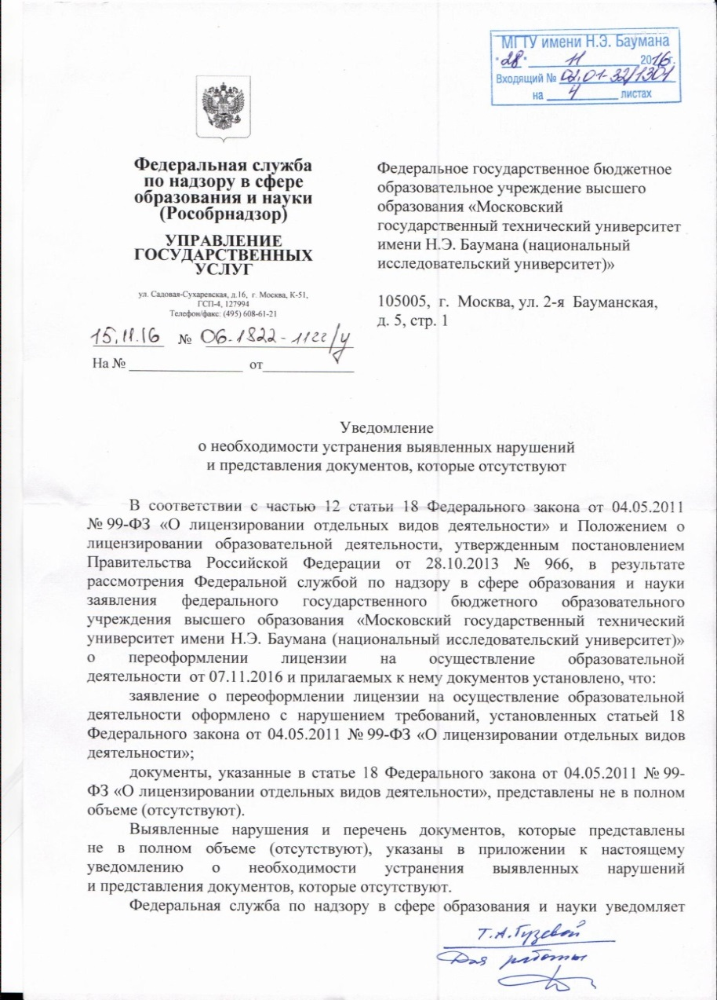 МГТУ имени Н.Э. Баумана
"28" 11 2016г.
Входящий № 02.01-32/1301
на 4 листах
Федеральная служба
по надзору в сфере
образования и науки
(Рособрнадзор)
УПРАВЛЕНИЕ
ГОСУДАРСТВЕННЫХ
УСЛУГ
ул. Садовая-Сухаревская, д.16, г. Москва, К-51,
ГСП-4, 127994
Телефон/факс: (495) 608-61-21
15.11.16 № 06-1822-1122/у
На № от
Федеральное государственное бюджетное
образовательное учреждение высшего
образования «Московский
государственный технический университет
имени Н.Э. Баумана (национальный
исследовательский университет)»
105005, г. Москва, ул. 2-я Бауманская,
д. 5, стр. 1
Уведомление
о необходимости устранения выявленных нарушений
и представления документов, которые отсутствуют
В соответствии с частью 12 статьи 18 Федерального закона от 04.05.2011
№ 99-ФЗ «О лицензировании отдельных видов деятельности» и Положением о
лицензировании образовательной деятельности, утвержденным постановлением
Правительства Российской Федерации от 28.10.2013 № 966, в результате
рассмотрения Федеральной службой по надзору в сфере образования и науки
заявления федерального государственного бюджетного образовательного
учреждения высшего образования «Московский государственный технический
университет имени Н.Э. Баумана (национальный исследовательский университет)»
о переоформлении лицензии на осуществление образовательной
деятельности от 07.11.2016 и прилагаемых к нему документов установлено, что:
заявление о переоформлении лицензии на осуществление образовательной
деятельности оформлено с нарушением требований, установленных статьей 18
Федерального закона от 04.05.2011 № 99-ФЗ «О лицензировании отдельных видов
деятельности»;
документы, указанные в статье 18 Федерального закона от 04.05.2011 № 99-
ФЗ «О лицензировании отдельных видов деятельности», представлены не в полном
объеме (отсутствуют).
Выявленные нарушения и перечень документов, которые представлены
не в полном объеме (отсутствуют), указаны в приложении к настоящему
уведомлению о необходимости устранения выявленных нарушений
и представления документов, которые отсутствуют.
Федеральная служба по надзору в сфере образования и науки уведомляет
Т.А.Гузевой
Для работы